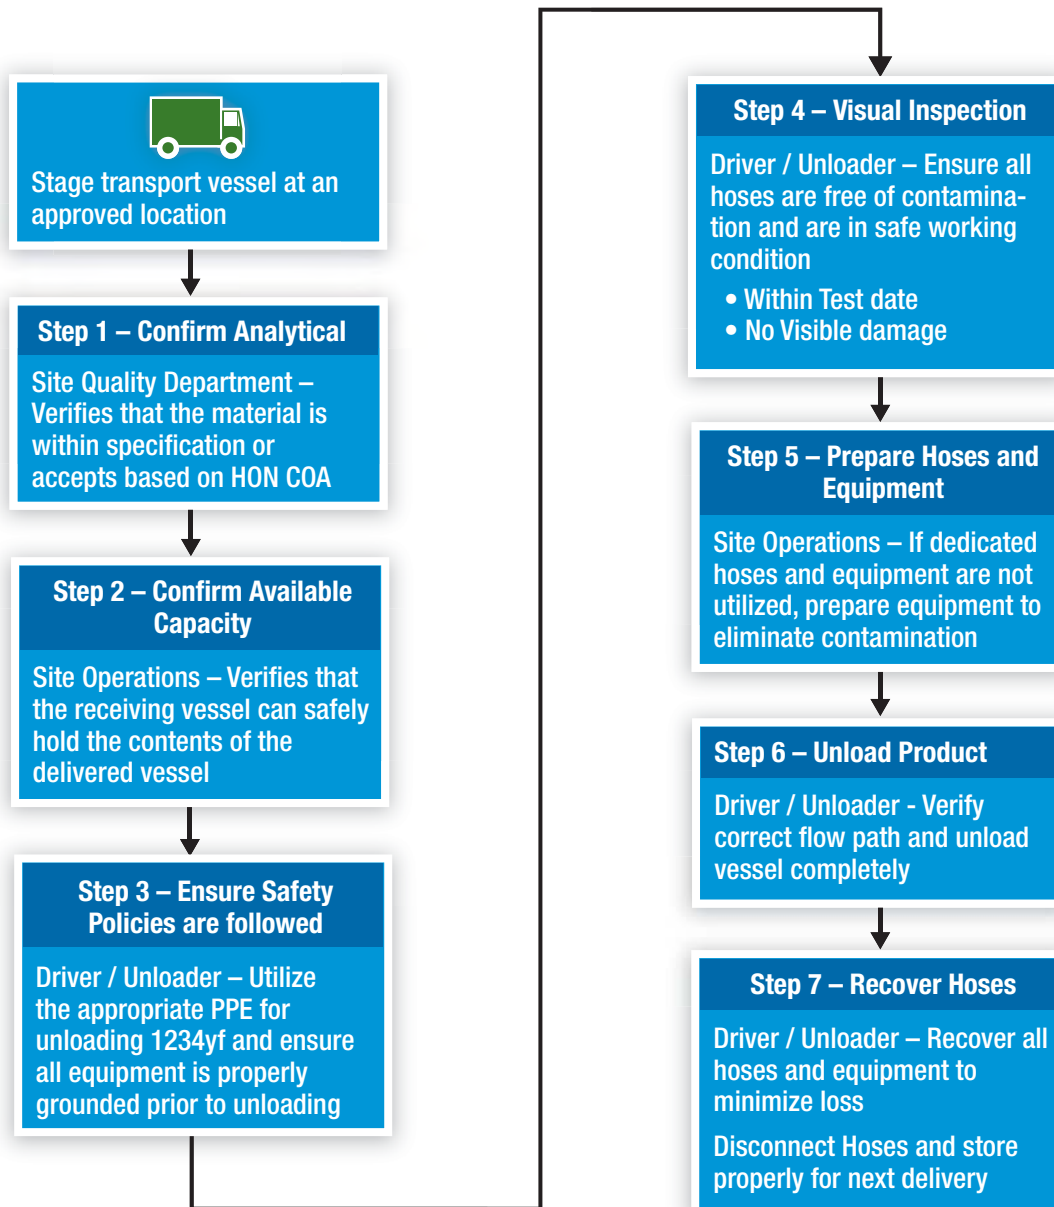 Stage transport vessel at an
approved location
Step 1 – Confirm Analytical
Site Quality Department –
Verifies that the material is
within specification or
accepts based on HON COA
Step 2 – Confirm Available
Capacity
Site Operations – Verifies that
the receiving vessel can safely
hold the contents of the
delivered vessel
Step 3 – Ensure Safety
Policies are followed
Driver / Unloader – Utilize
the appropriate PPE for
unloading 1234yf and ensure
all equipment is properly
grounded prior to unloading
Step 4 – Visual Inspection
Driver / Unloader – Ensure all
hoses are free of contamina-
tion and are in safe working
condition
• Within Test date
• No Visible damage
Step 5 – Prepare Hoses and
Equipment
Site Operations – If dedicated
hoses and equipment are not
utilized, prepare equipment to
eliminate contamination
Step 6 – Unload Product
Driver / Unloader - Verify
correct flow path and unload
vessel completely
Step 7 – Recover Hoses
Driver / Unloader – Recover all
hoses and equipment to
minimize loss
Disconnect Hoses and store
properly for next delivery